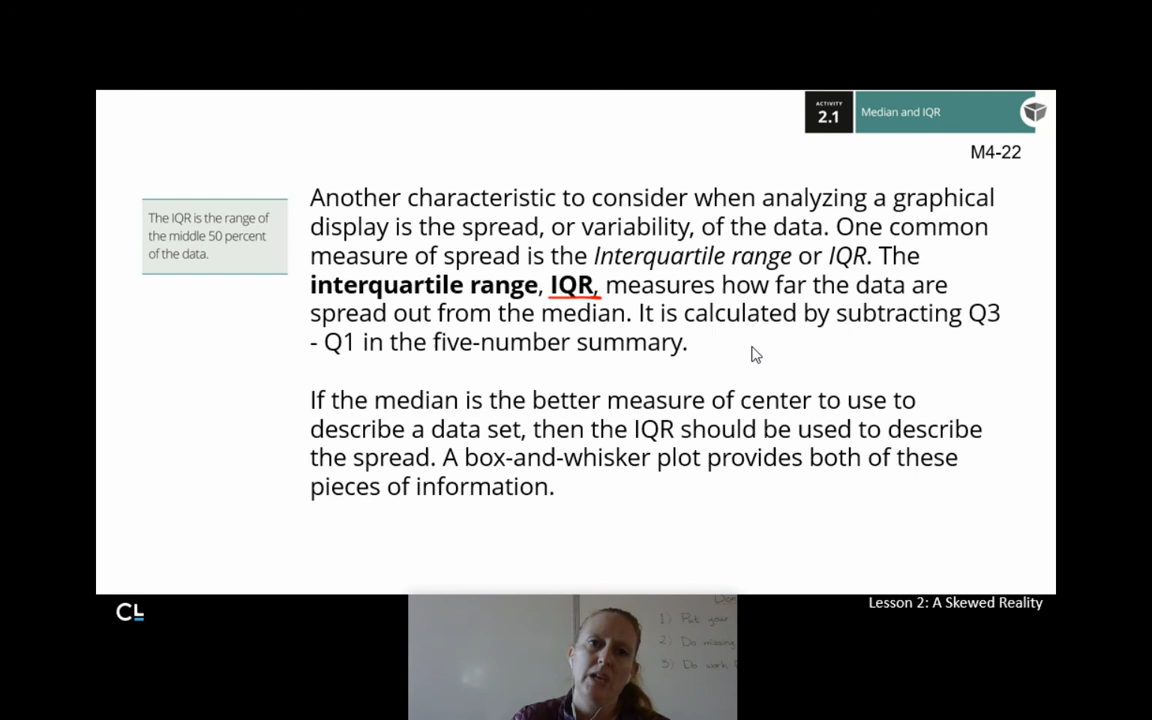 ACTIVITY
2.1
Median and IQR
M4-22
The IQR is the range of
the middle 50 percent
of the data.
Another characteristic to consider when analyzing a graphical
display is the spread, or variability, of the data. One common
measure of spread is the Interquartile range or IQR. The
interquartile range, IQR, measures how far the data are
spread out from the median. It is calculated by subtracting Q3
- Q1 in the five-number summary.
If the median is the better measure of center to use to
describe a data set, then the IQR should be used to describe
the spread. A box-and-whisker plot provides both of these
pieces of information.
CL
Lesson 2: A Skewed Reality
1) Put your
2) Do missing
3) Do work